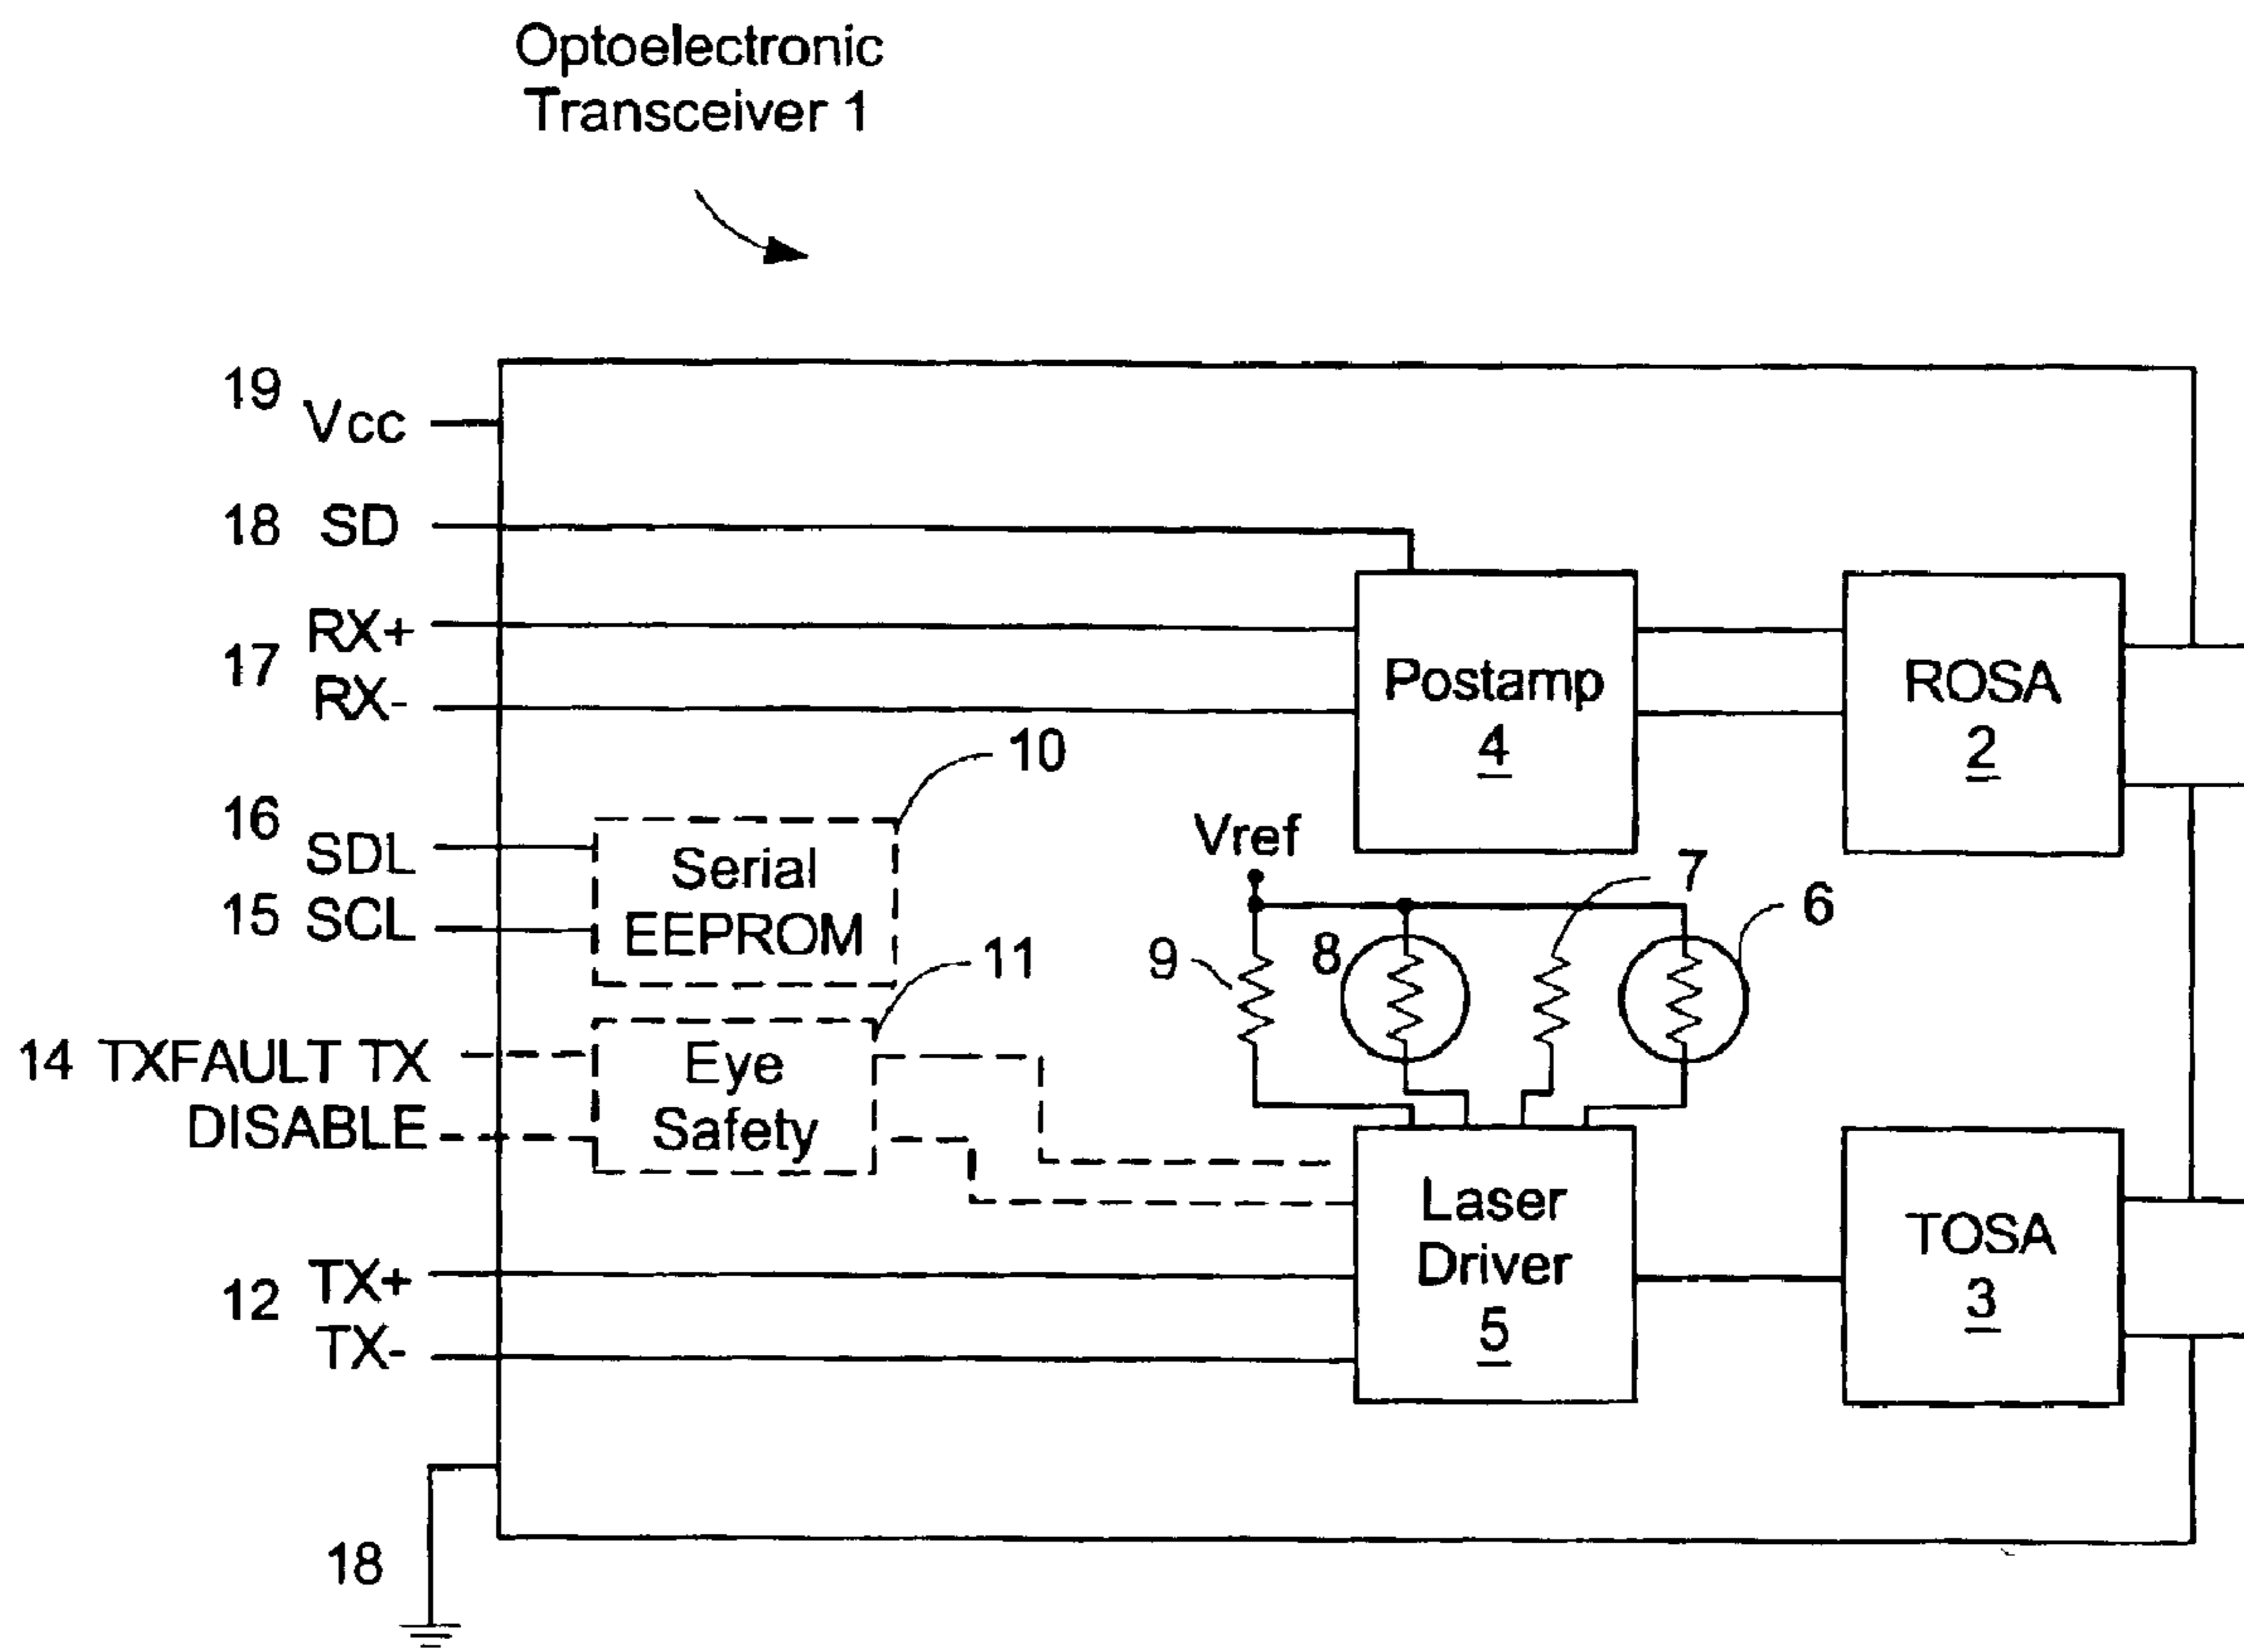 Optoelectronic
Transceiver 1
19
Vcc
18 SD
RX+
17
RX-
Postamp
4
ROSA
2
10
16
SDL
15 SCL
Serial
EEPROM
Vref
7
6
8
9
11
14 TXFAULT TX
DISABLE
Eye
Safety
Laser
Driver
5
TOSA
3
TX+
12
TX-
18